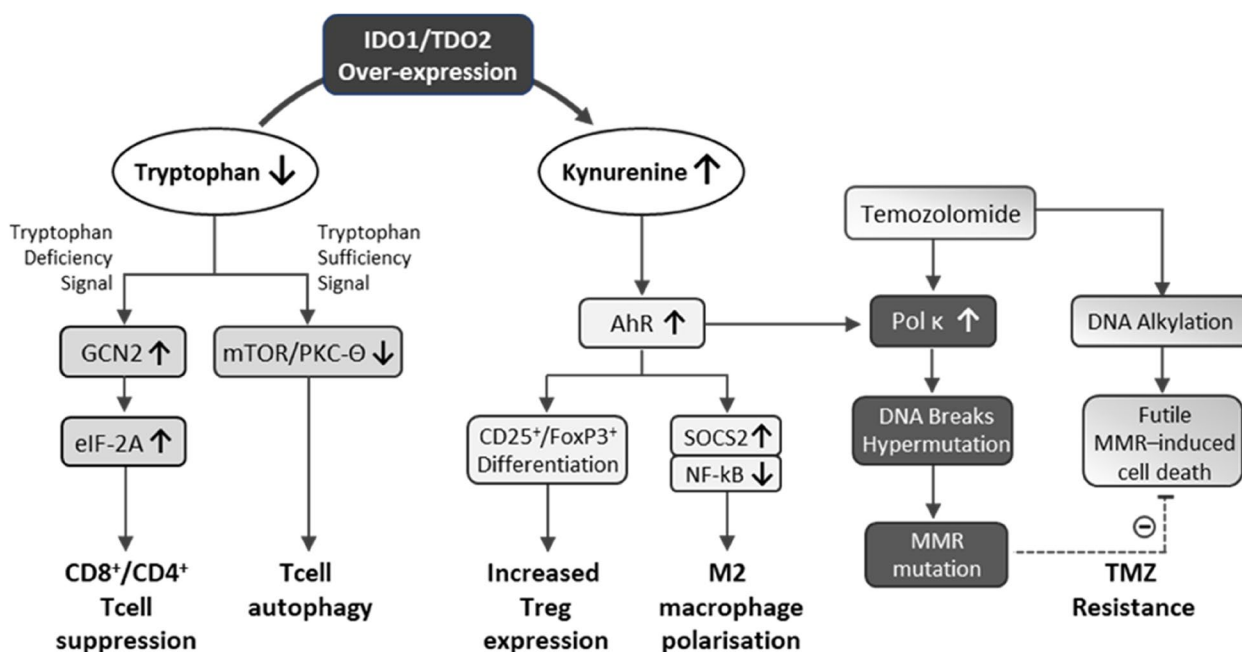 IDO1/TDO2
Over-expression
Tryptophan ↓
Kynurenine ↑
Tryptophan
Deficiency
Signal
Tryptophan
Sufficiency
Signal
GCN2 ↑
mTOR/PKC-Θ ↓
eIF-2A ↑
CD8⁺/CD4⁺
Tcell
suppression
Tcell
autophagy
AhR ↑
CD25⁺/FoxP3⁺
Differentiation
SOCS2 ↑
NF-kB ↓
Increased
Treg
expression
M2
macrophage
polarisation
Temozolomide
Pol κ ↑
DNA Alkylation
DNA Breaks
Hypermutation
Futile
MMR–induced
cell death
MMR
mutation
⊖
TMZ
Resistance